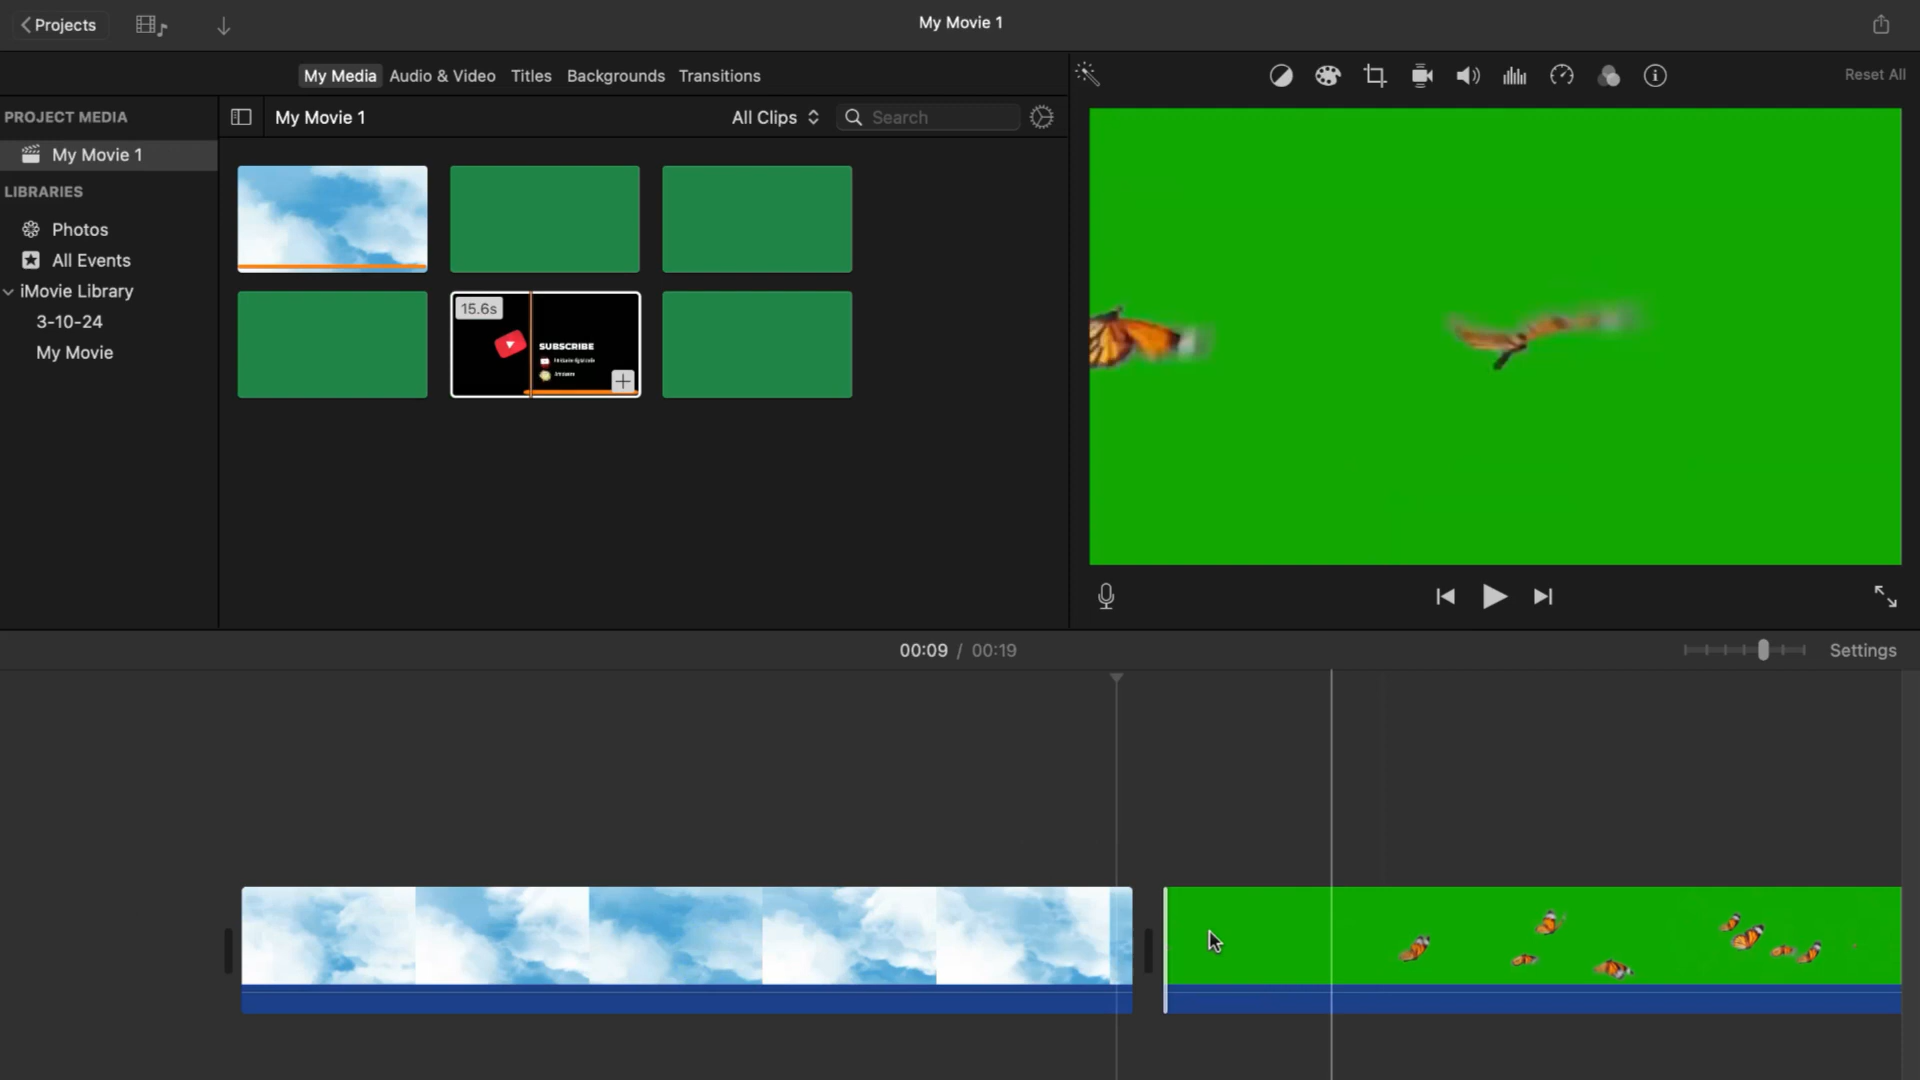 Projects
My Movie 1
My Media Audio & Video Titles Backgrounds Transitions
Reset All
PROJECT MEDIA
My Movie 1
All Clips
Search
My Movie 1
LIBRARIES
Photos
All Events
iMovie Library
3-10-24
My Movie
15.6s
SUBSCRIBE
00:09 / 00:19
Settings